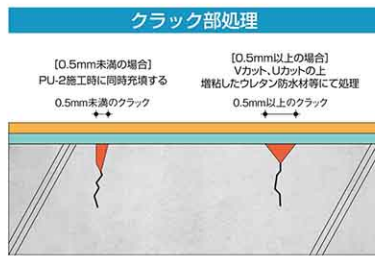 クラック部処理
[0.5mm未満の場合]
PU-2施工時に同時充填する
0.5mm未満のクラック
[0.5mm以上の場合]
Vカット、Uカットの上
増粘したウレタン防水材等にて処理
0.5mm以上のクラック